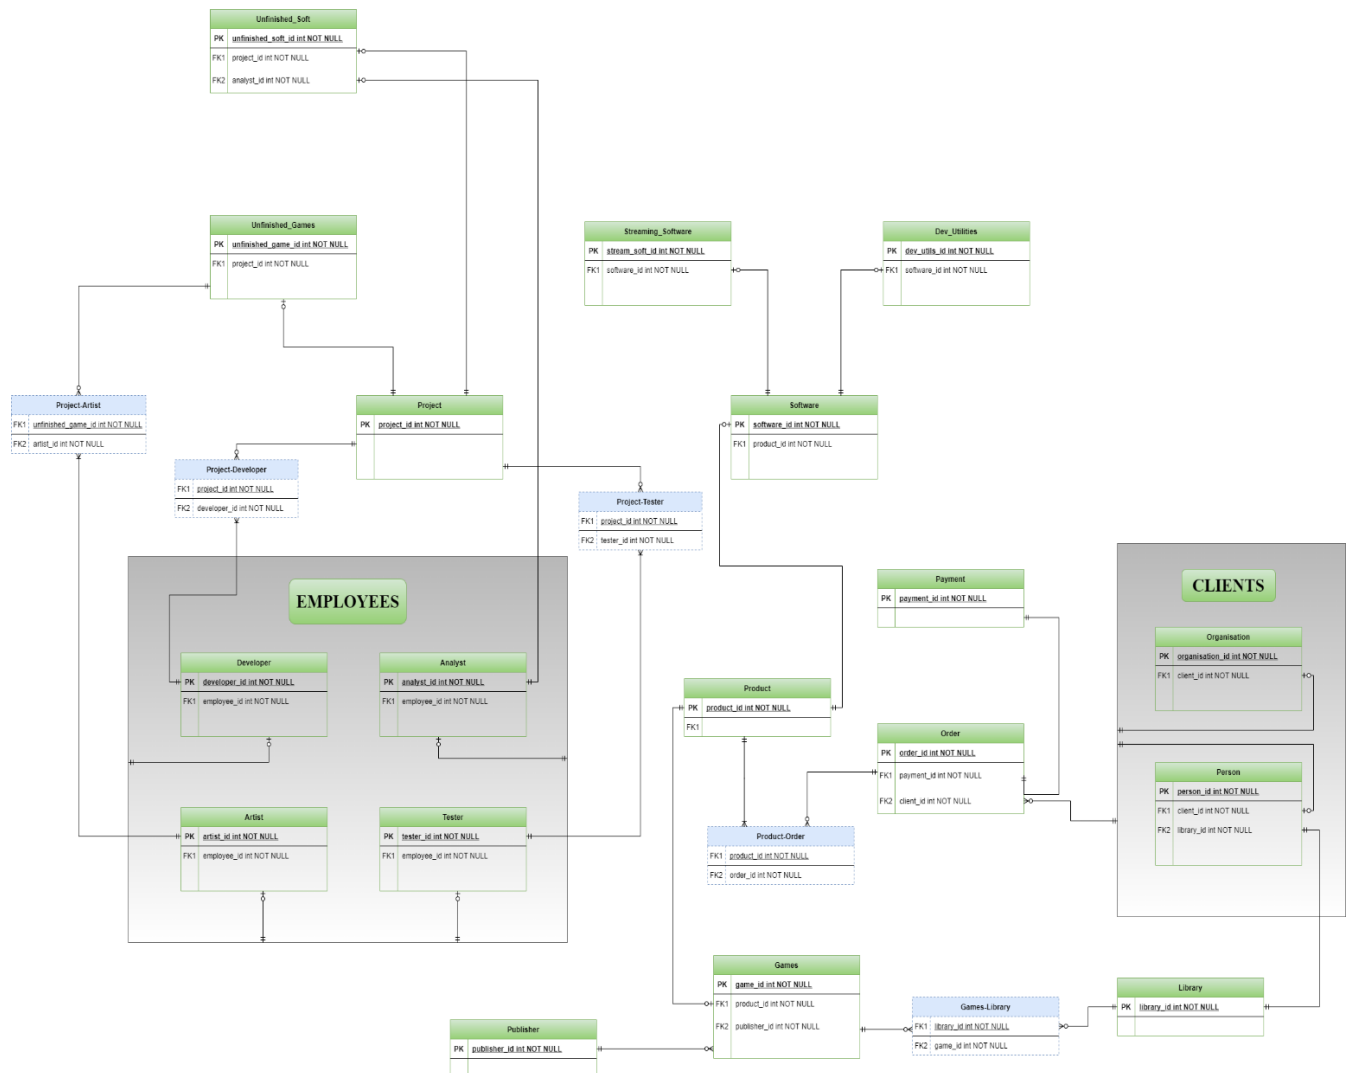 Unfinished_Soft
PK unfinished_soft_id int NOT NULL
FK1 project_id int NOT NULL
FK2 analyst_id int NOT NULL
Unfinished_Games
PK unfinished_game_id int NOT NULL
FK1 project_id int NOT NULL
Streaming_Software
PK stream_soft_id int NOT NULL
FK1 software_id int NOT NULL
Dev_Utilities
PK dev_utils_id int NOT NULL
FK1 software_id int NOT NULL
Project-Artist
FK1 unfinished_game_id int NOT NULL
FK2 artist_id int NOT NULL
Project
PK project_id int NOT NULL
Software
PK software_id int NOT NULL
FK1 product_id int NOT NULL
Project-Developer
FK1 project_id int NOT NULL
FK2 developer_id int NOT NULL
Project-Tester
FK1 project_id int NOT NULL
FK2 tester_id int NOT NULL
EMPLOYEES
Developer
PK developer_id int NOT NULL
FK1 employee_id int NOT NULL
Analyst
PK analyst_id int NOT NULL
FK1 employee_id int NOT NULL
Artist
PK artist_id int NOT NULL
FK1 employee_id int NOT NULL
Tester
PK tester_id int NOT NULL
FK1 employee_id int NOT NULL
Payment
PK payment_id int NOT NULL
CLIENTS
Organisation
PK organisation_id int NOT NULL
FK1 client_id int NOT NULL
Product
PK product_id int NOT NULL
FK1
Order
PK order_id int NOT NULL
FK1 payment_id int NOT NULL
FK2 client_id int NOT NULL
Person
PK person_id int NOT NULL
FK1 client_id int NOT NULL
FK2 library_id int NOT NULL
Product-Order
FK1 product_id int NOT NULL
FK2 order_id int NOT NULL
Games
PK game_id int NOT NULL
FK1 product_id int NOT NULL
FK2 publisher_id int NOT NULL
Games-Library
FK1 library_id int NOT NULL
FK2 game_id int NOT NULL
Library
PK library_id int NOT NULL
Publisher
PK publisher_id int NOT NULL